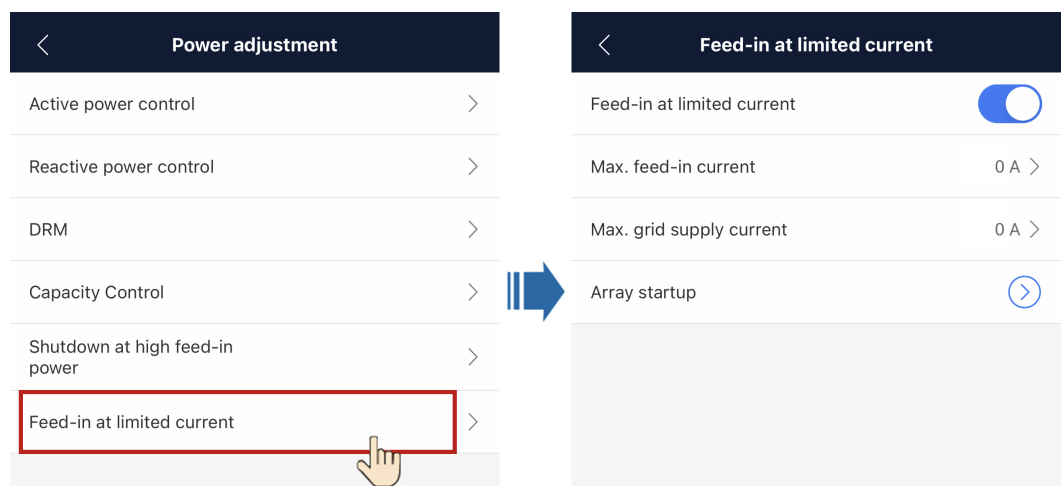 Power adjustment
Active power control
Reactive power control
DRM
Capacity Control
Shutdown at high feed-in
power
Feed-in at limited current
Feed-in at limited current
Feed-in at limited current
Max. feed-in current 0 A
Max. grid supply current 0 A
Array startup